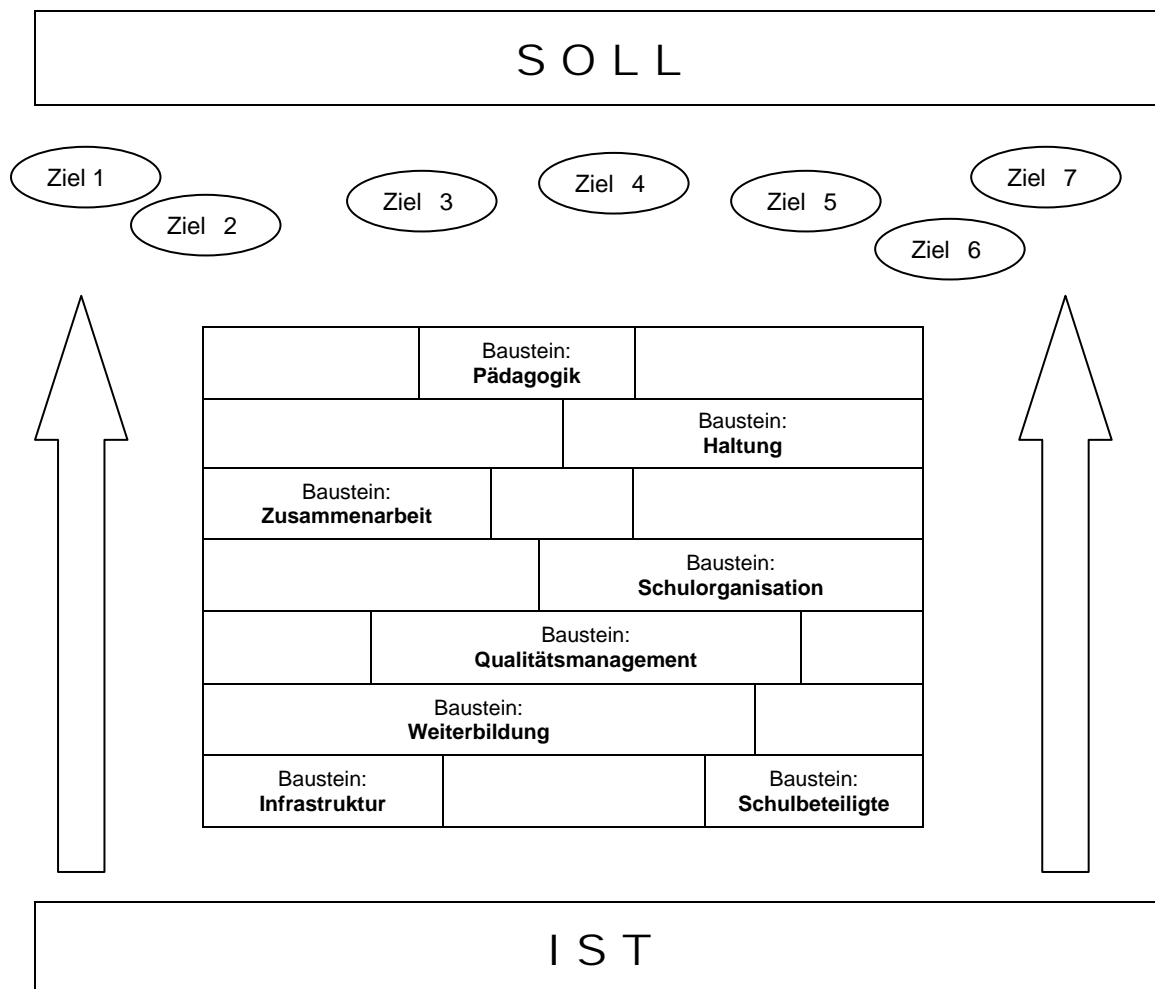 SOLL
Ziel 1
Ziel 2
Ziel 3
Ziel 4
Ziel 5
Ziel 6
Ziel 7
Baustein:
Pädagogik
Baustein:
Haltung
Baustein:
Zusammenarbeit
Baustein:
Schulorganisation
Baustein:
Qualitätsmanagement
Baustein:
Weiterbildung
Baustein:
Infrastruktur
Baustein:
Schulbeteiligte
IST